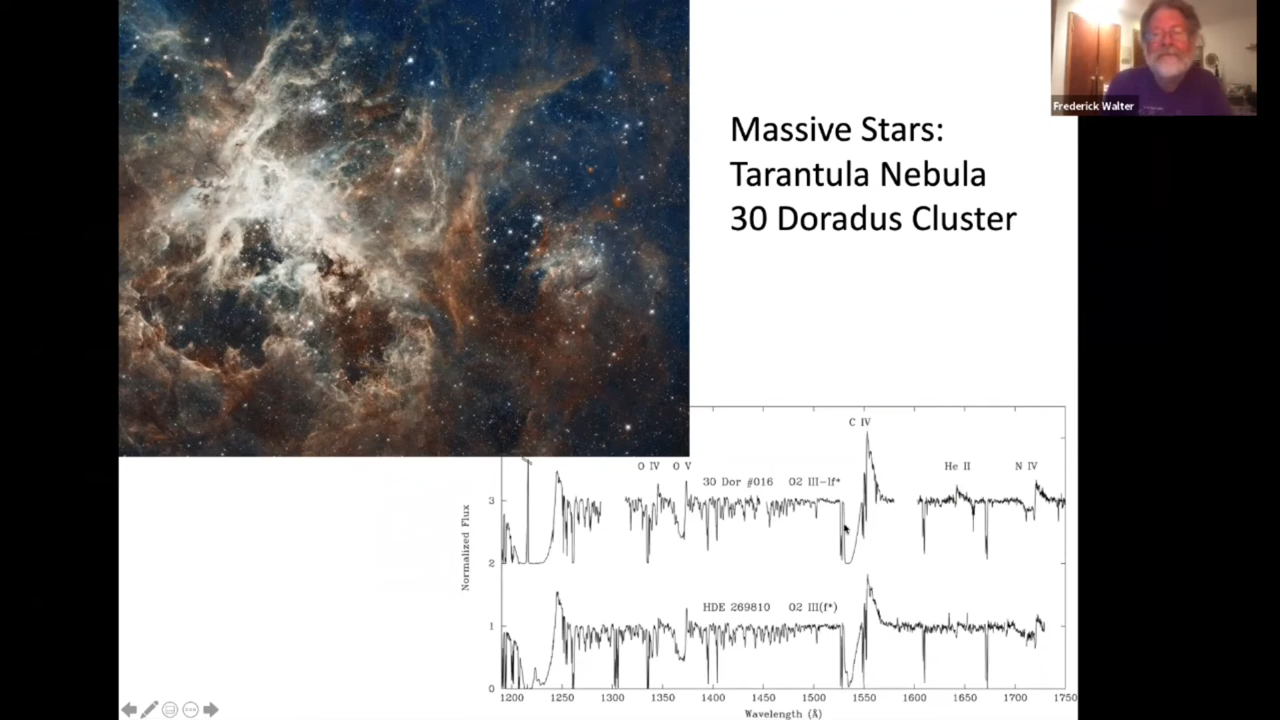 Frederick Walter
Massive Stars:
Tarantula Nebula
30 Doradus Cluster
C IV
O IV O V He II N IV
30 Dor #016 O2 III-If*
3
Normalized Flux
2
HDE 269810 O2 III(f*)
1
0
1200 1250 1300 1350 1400 1450 1500 1550 1600 1650 1700 1750
Wavelength (Å)